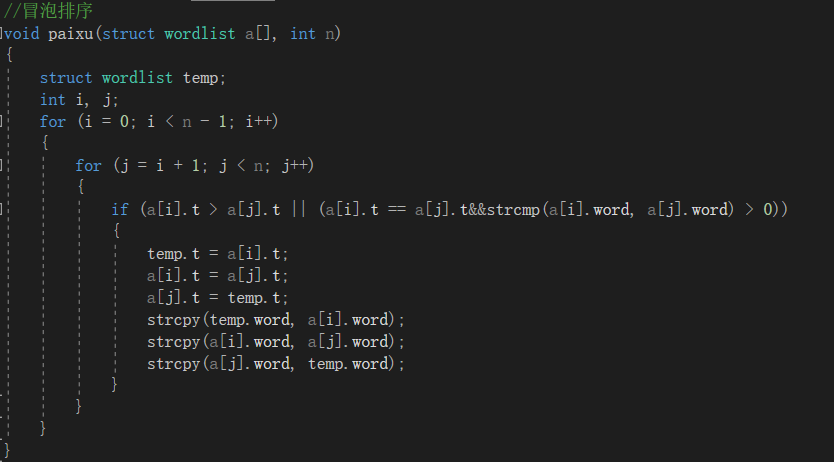 //冒泡排序
void paixu(struct wordlist a[], int n)
{
struct wordlist temp;
int i, j;
for (i = 0; i < n - 1; i++)
{
for (j = i + 1; j < n; j++)
{
if (a[i].t > a[j].t || (a[i].t == a[j].t&&strcmp(a[i].word, a[j].word) > 0))
{
temp.t = a[i].t;
a[i].t = a[j].t;
a[j].t = temp.t;
strcpy(temp.word, a[i].word);
strcpy(a[i].word, a[j].word);
strcpy(a[j].word, temp.word);
}
}
}
}